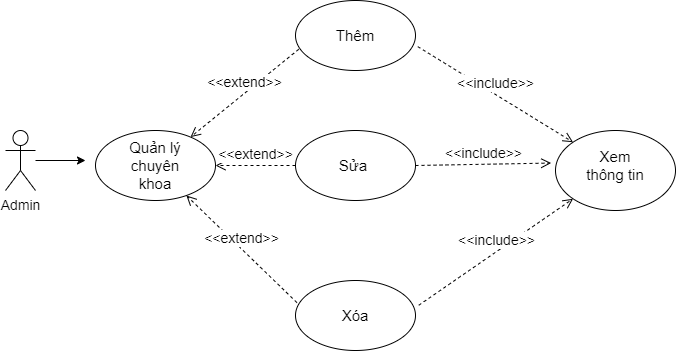 Thêm
<<extend>>
<<include>>
Quản lý
chuyên
khoa
<<extend>>
Sửa
<<include>>
Xem
thông tin
Admin
<<extend>>
<<include>>
Xóa